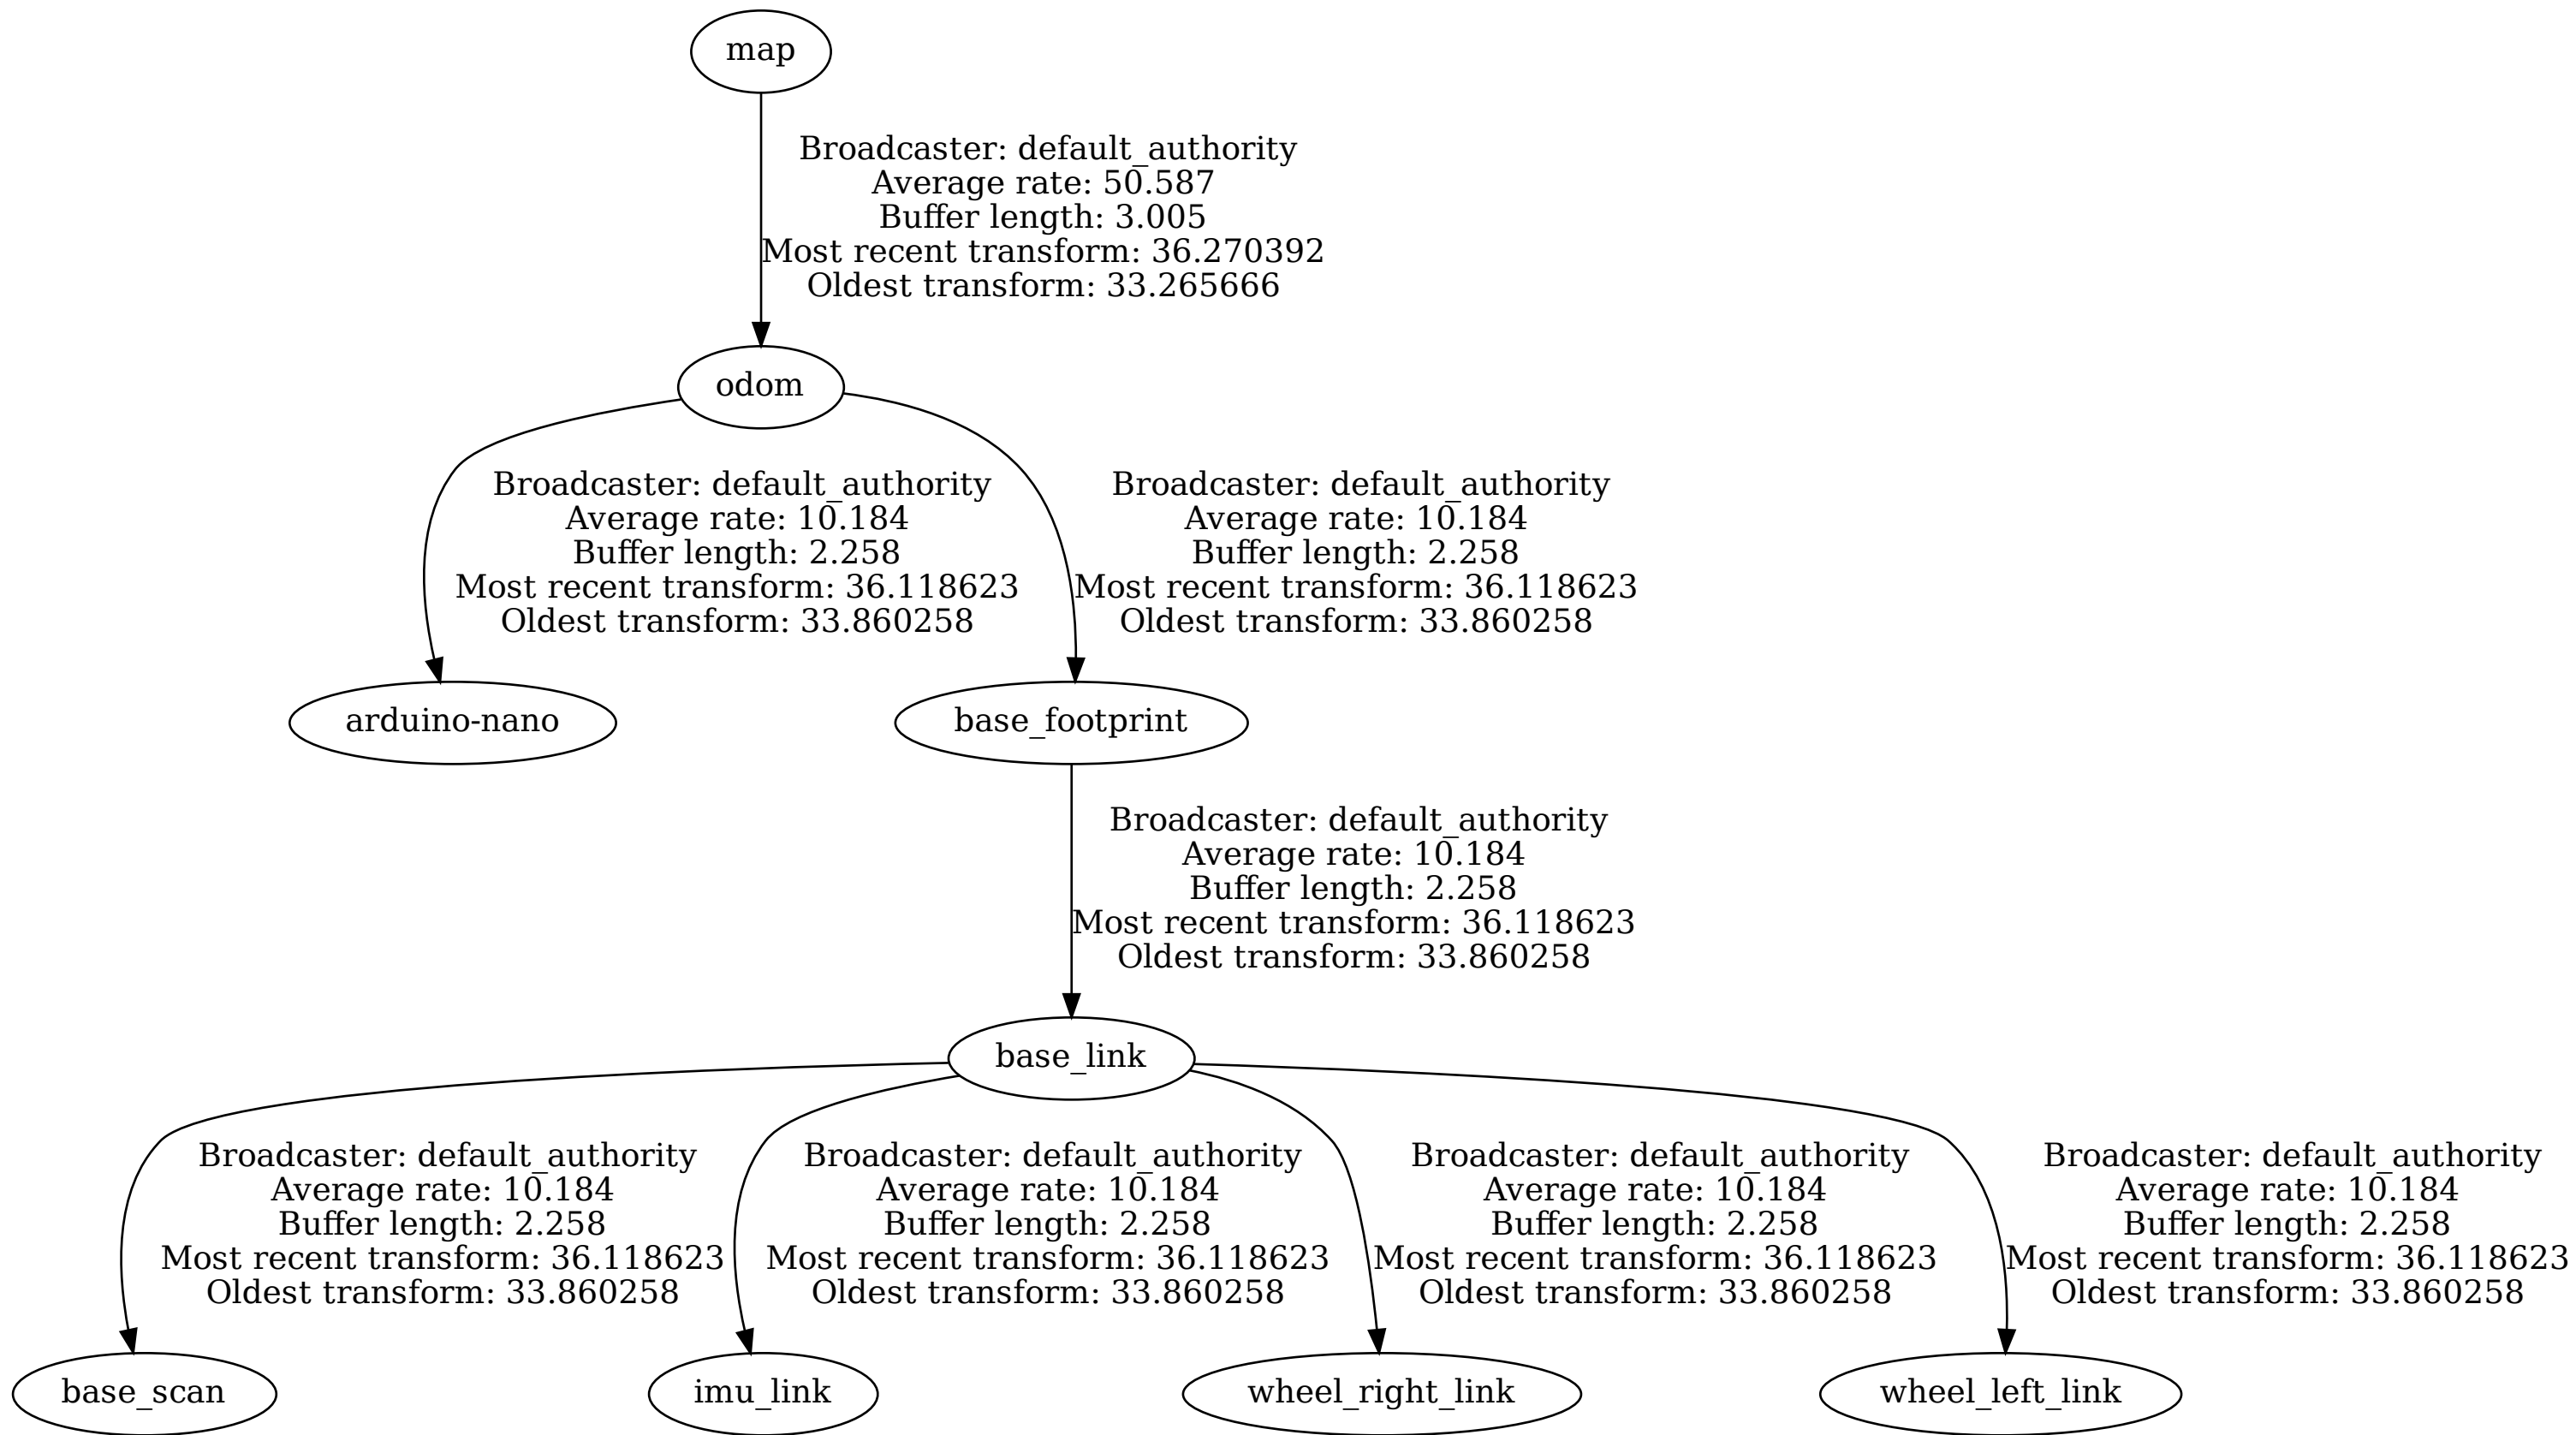 map
Broadcaster: default_authority
Average rate: 50.587
Buffer length: 3.005
Most recent transform: 36.270392
Oldest transform: 33.265666
odom
Broadcaster: default_authority
Average rate: 10.184
Buffer length: 2.258
Most recent transform: 36.118623
Oldest transform: 33.860258
Broadcaster: default_authority
Average rate: 10.184
Buffer length: 2.258
Most recent transform: 36.118623
Oldest transform: 33.860258
arduino-nano
base_footprint
Broadcaster: default_authority
Average rate: 10.184
Buffer length: 2.258
Most recent transform: 36.118623
Oldest transform: 33.860258
base_link
Broadcaster: default_authority
Average rate: 10.184
Buffer length: 2.258
Most recent transform: 36.118623
Oldest transform: 33.860258
Broadcaster: default_authority
Average rate: 10.184
Buffer length: 2.258
Most recent transform: 36.118623
Oldest transform: 33.860258
Broadcaster: default_authority
Average rate: 10.184
Buffer length: 2.258
Most recent transform: 36.118623
Oldest transform: 33.860258
Broadcaster: default_authority
Average rate: 10.184
Buffer length: 2.258
Most recent transform: 36.118623
Oldest transform: 33.860258
base_scan
imu_link
wheel_right_link
wheel_left_link